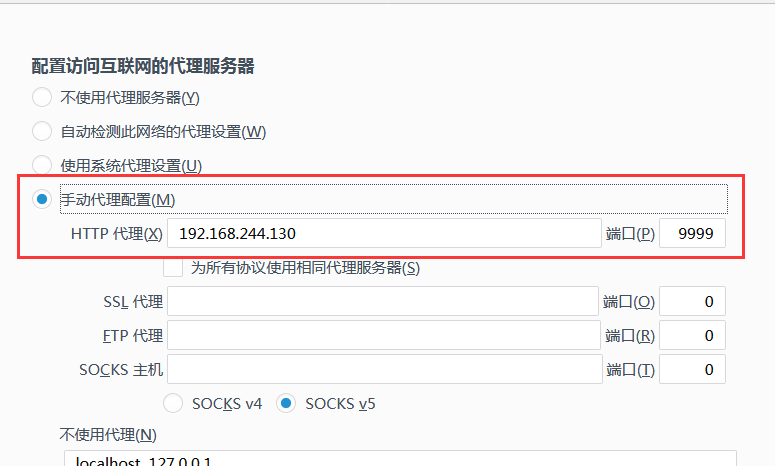 配置访问互联网的代理服务器
不使用代理服务器(Y)
自动检测此网络的代理设置(W)
使用系统代理设置(U)
手动代理配置(M)
HTTP 代理(X) 192.168.244.130 端口(P) 9999
为所有协议使用相同代理服务器(S)
SSL 代理 端口(O) 0
FTP 代理 端口(R) 0
SOCKS 主机 端口(T) 0
SOCKS v4 SOCKS v5
不使用代理(N)
localhost, 127.0.0.1